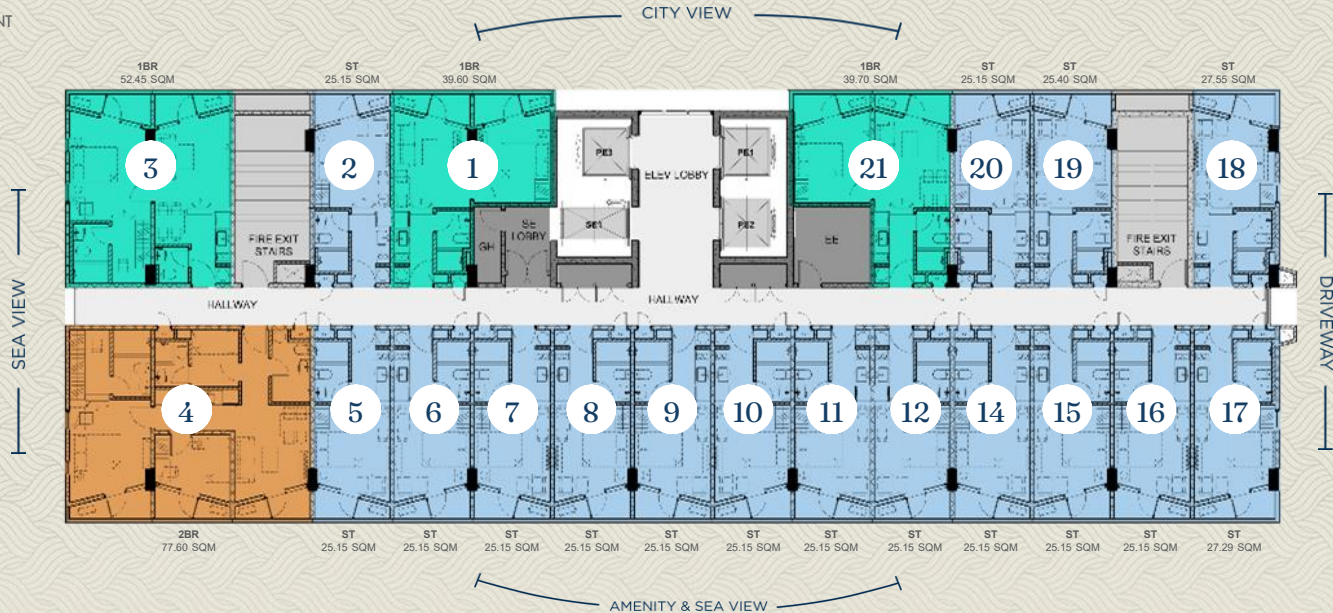 NT
CITY VIEW
1BR
52.45 SQM
ST
25.15 SQM
1BR
39.60 SQM
1BR
39.70 SQM
ST
25.15 SQM
ST
25.40 SQM
ST
27.55 SQM
3
2
1
21
20
19
18
PE3
PE1
ELEV LOBBY
SE1
PE2
FIRE EXIT
STAIRS
GH
SE
LOBBY
EE
FIRE EXIT
STAIRS
SEA VIEW
DRIVEWAY
HALLWAY
HALLWAY
4
5
6
7
8
9
10
11
12
14
15
16
17
2BR
77.60 SQM
ST
25.15 SQM
ST
25.15 SQM
ST
25.15 SQM
ST
25.15 SQM
ST
25.15 SQM
ST
25.15 SQM
ST
25.15 SQM
ST
25.15 SQM
ST
25.15 SQM
ST
25.15 SQM
ST
25.15 SQM
ST
27.29 SQM
AMENITY & SEA VIEW